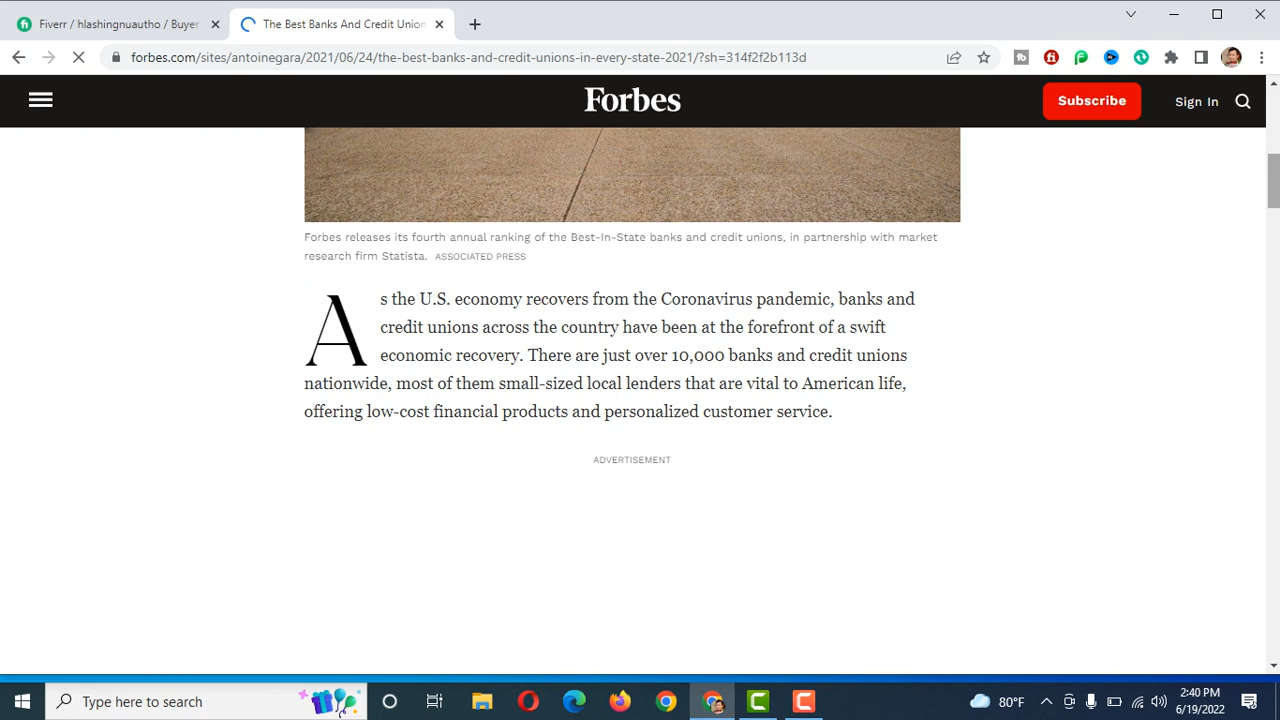 Fiverr / hlashingnuautho / Buyer
The Best Banks And Credit Union
forbes.com/sites/antoinegara/2021/06/24/the-best-banks-and-credit-unions-in-every-state-2021/?sh=314f2f2b113d
Forbes
Subscribe
Sign In
Forbes releases its fourth annual ranking of the Best-In-State banks and credit unions, in partnership with market
research firm Statista. ASSOCIATED PRESS
As the U.S. economy recovers from the Coronavirus pandemic, banks and
credit unions across the country have been at the forefront of a swift
economic recovery. There are just over 10,000 banks and credit unions
nationwide, most of them small-sized local lenders that are vital to American life,
offering low-cost financial products and personalized customer service.
ADVERTISEMENT
Type here to search
80°F
2:40 PM
6/19/2022